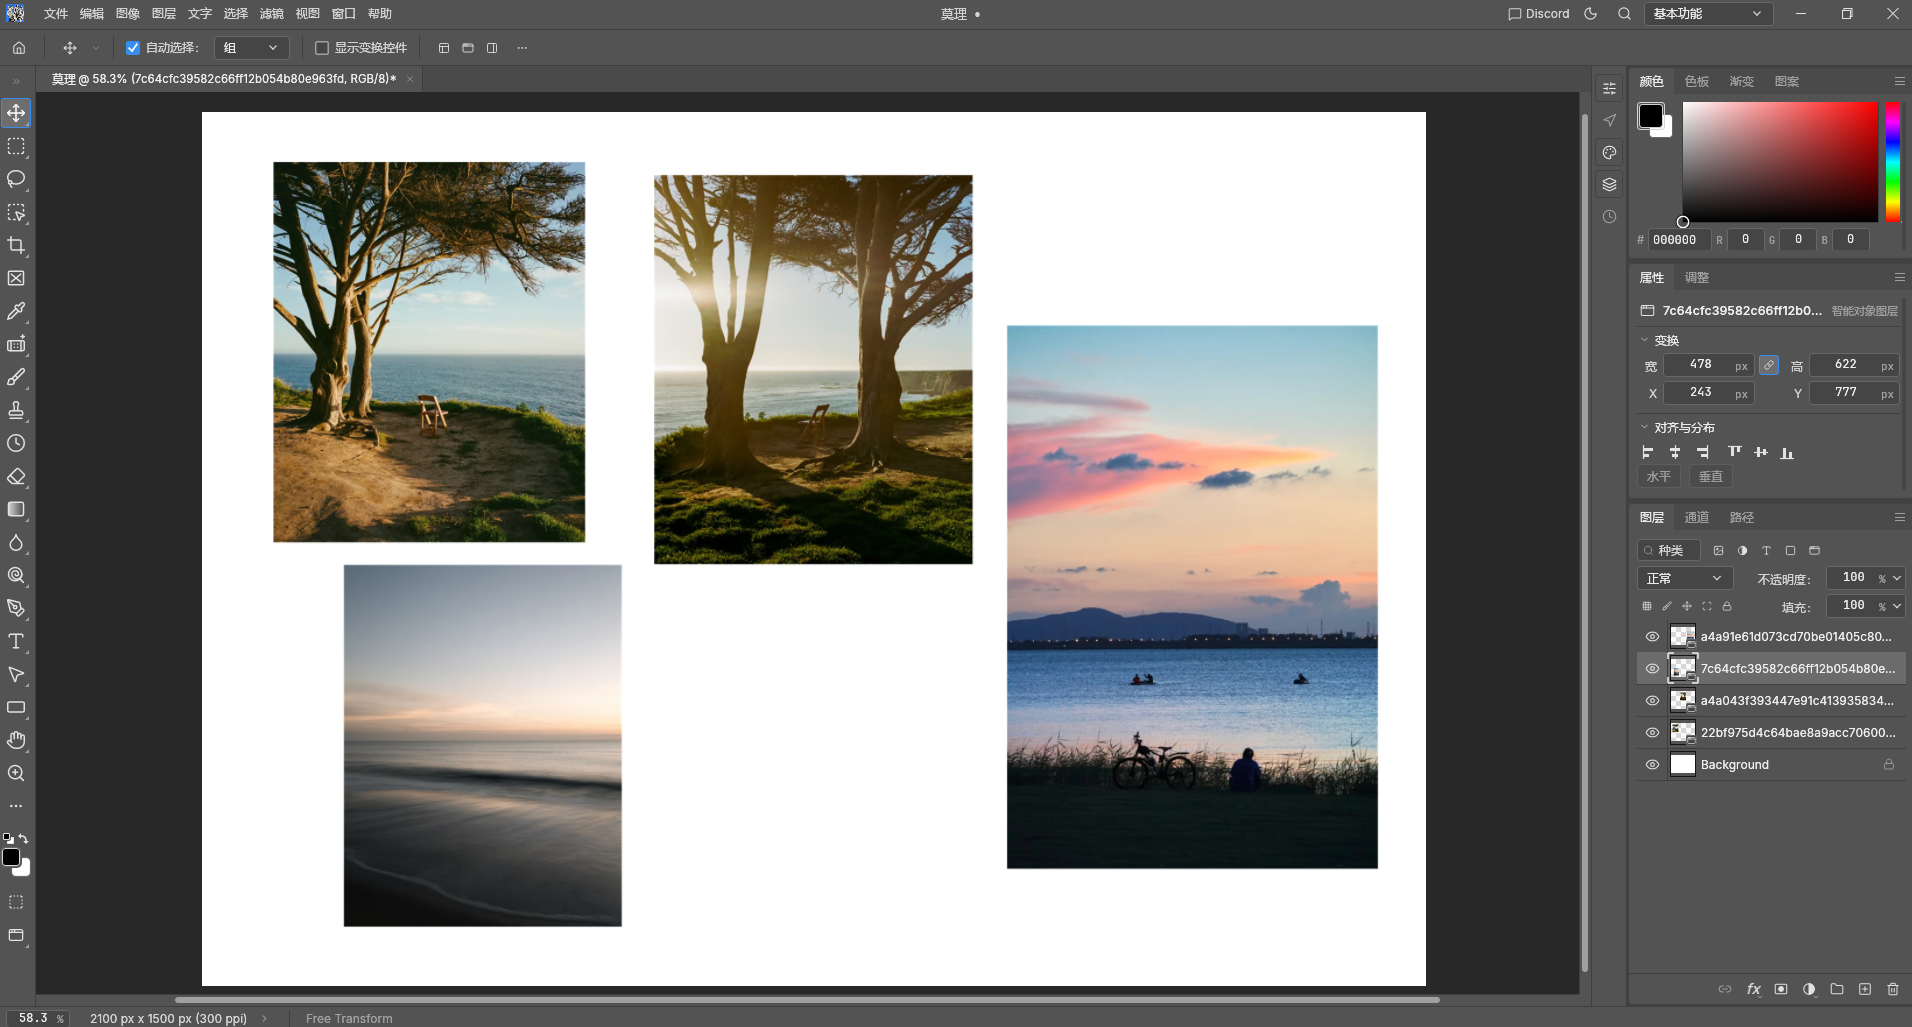 文件 编辑 图像 图层 文字 选择 滤镜 视图 窗口 帮助
莫理 •
Discord
基本功能
自动选择：
组
显示变换控件
莫理 @ 58.3% (7c64cfc39582c66ff12b054b80e963fd, RGB/8)*
颜色 色板 渐变 图案
# 000000 R 0 G 0 B 0
属性 调整
7c64cfc39582c66ff12b0... 智能对象图层
变换
宽 478 px 高 622 px
X 243 px Y 777 px
对齐与分布
水平 垂直
图层 通道 路径
种类
正常 不透明度： 100 %
填充： 100 %
a4a91e61d073cd70be01405c80...
7c64cfc39582c66ff12b054b80e...
a4a043f393447e91c413935834...
22bf975d4c64bae8a9acc70600...
Background
58.3 % 2100 px x 1500 px (300 ppi) Free Transform